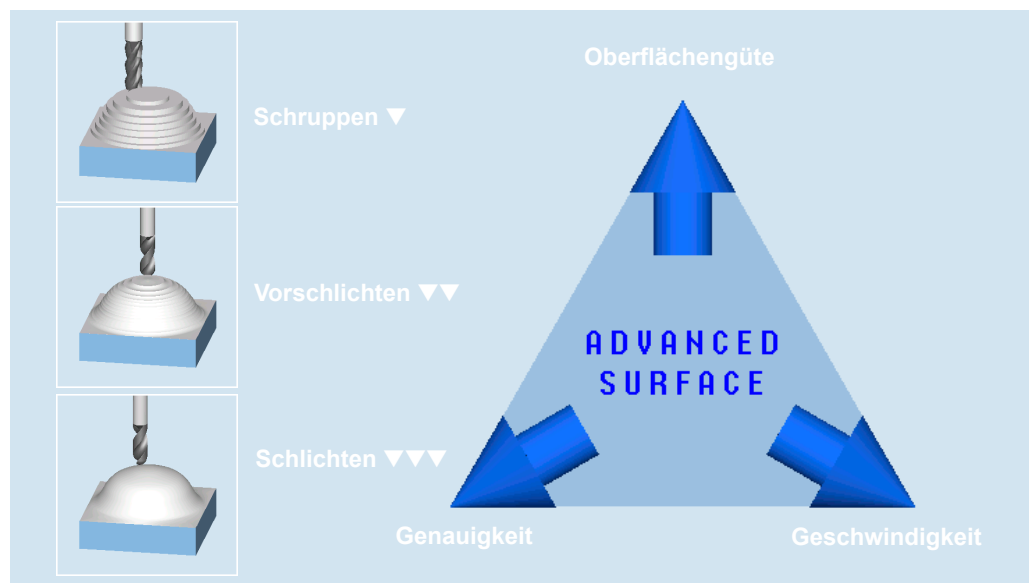 Oberflächengüte
Schruppen ▼
Vorschlichten ▼▼
ADVANCED
SURFACE
Schlichten ▼▼▼
Genauigkeit
Geschwindigkeit